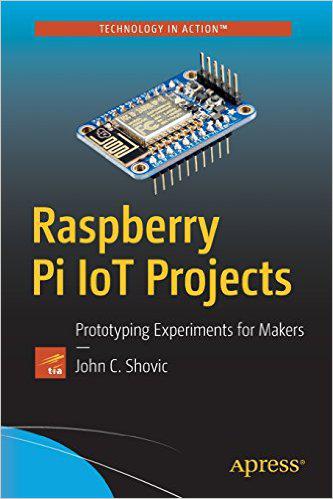 TECHNOLOGY IN ACTION™
Raspberry
Pi IoT Projects
Prototyping Experiments for Makers
—
tia
John C. Shovic
Apress®